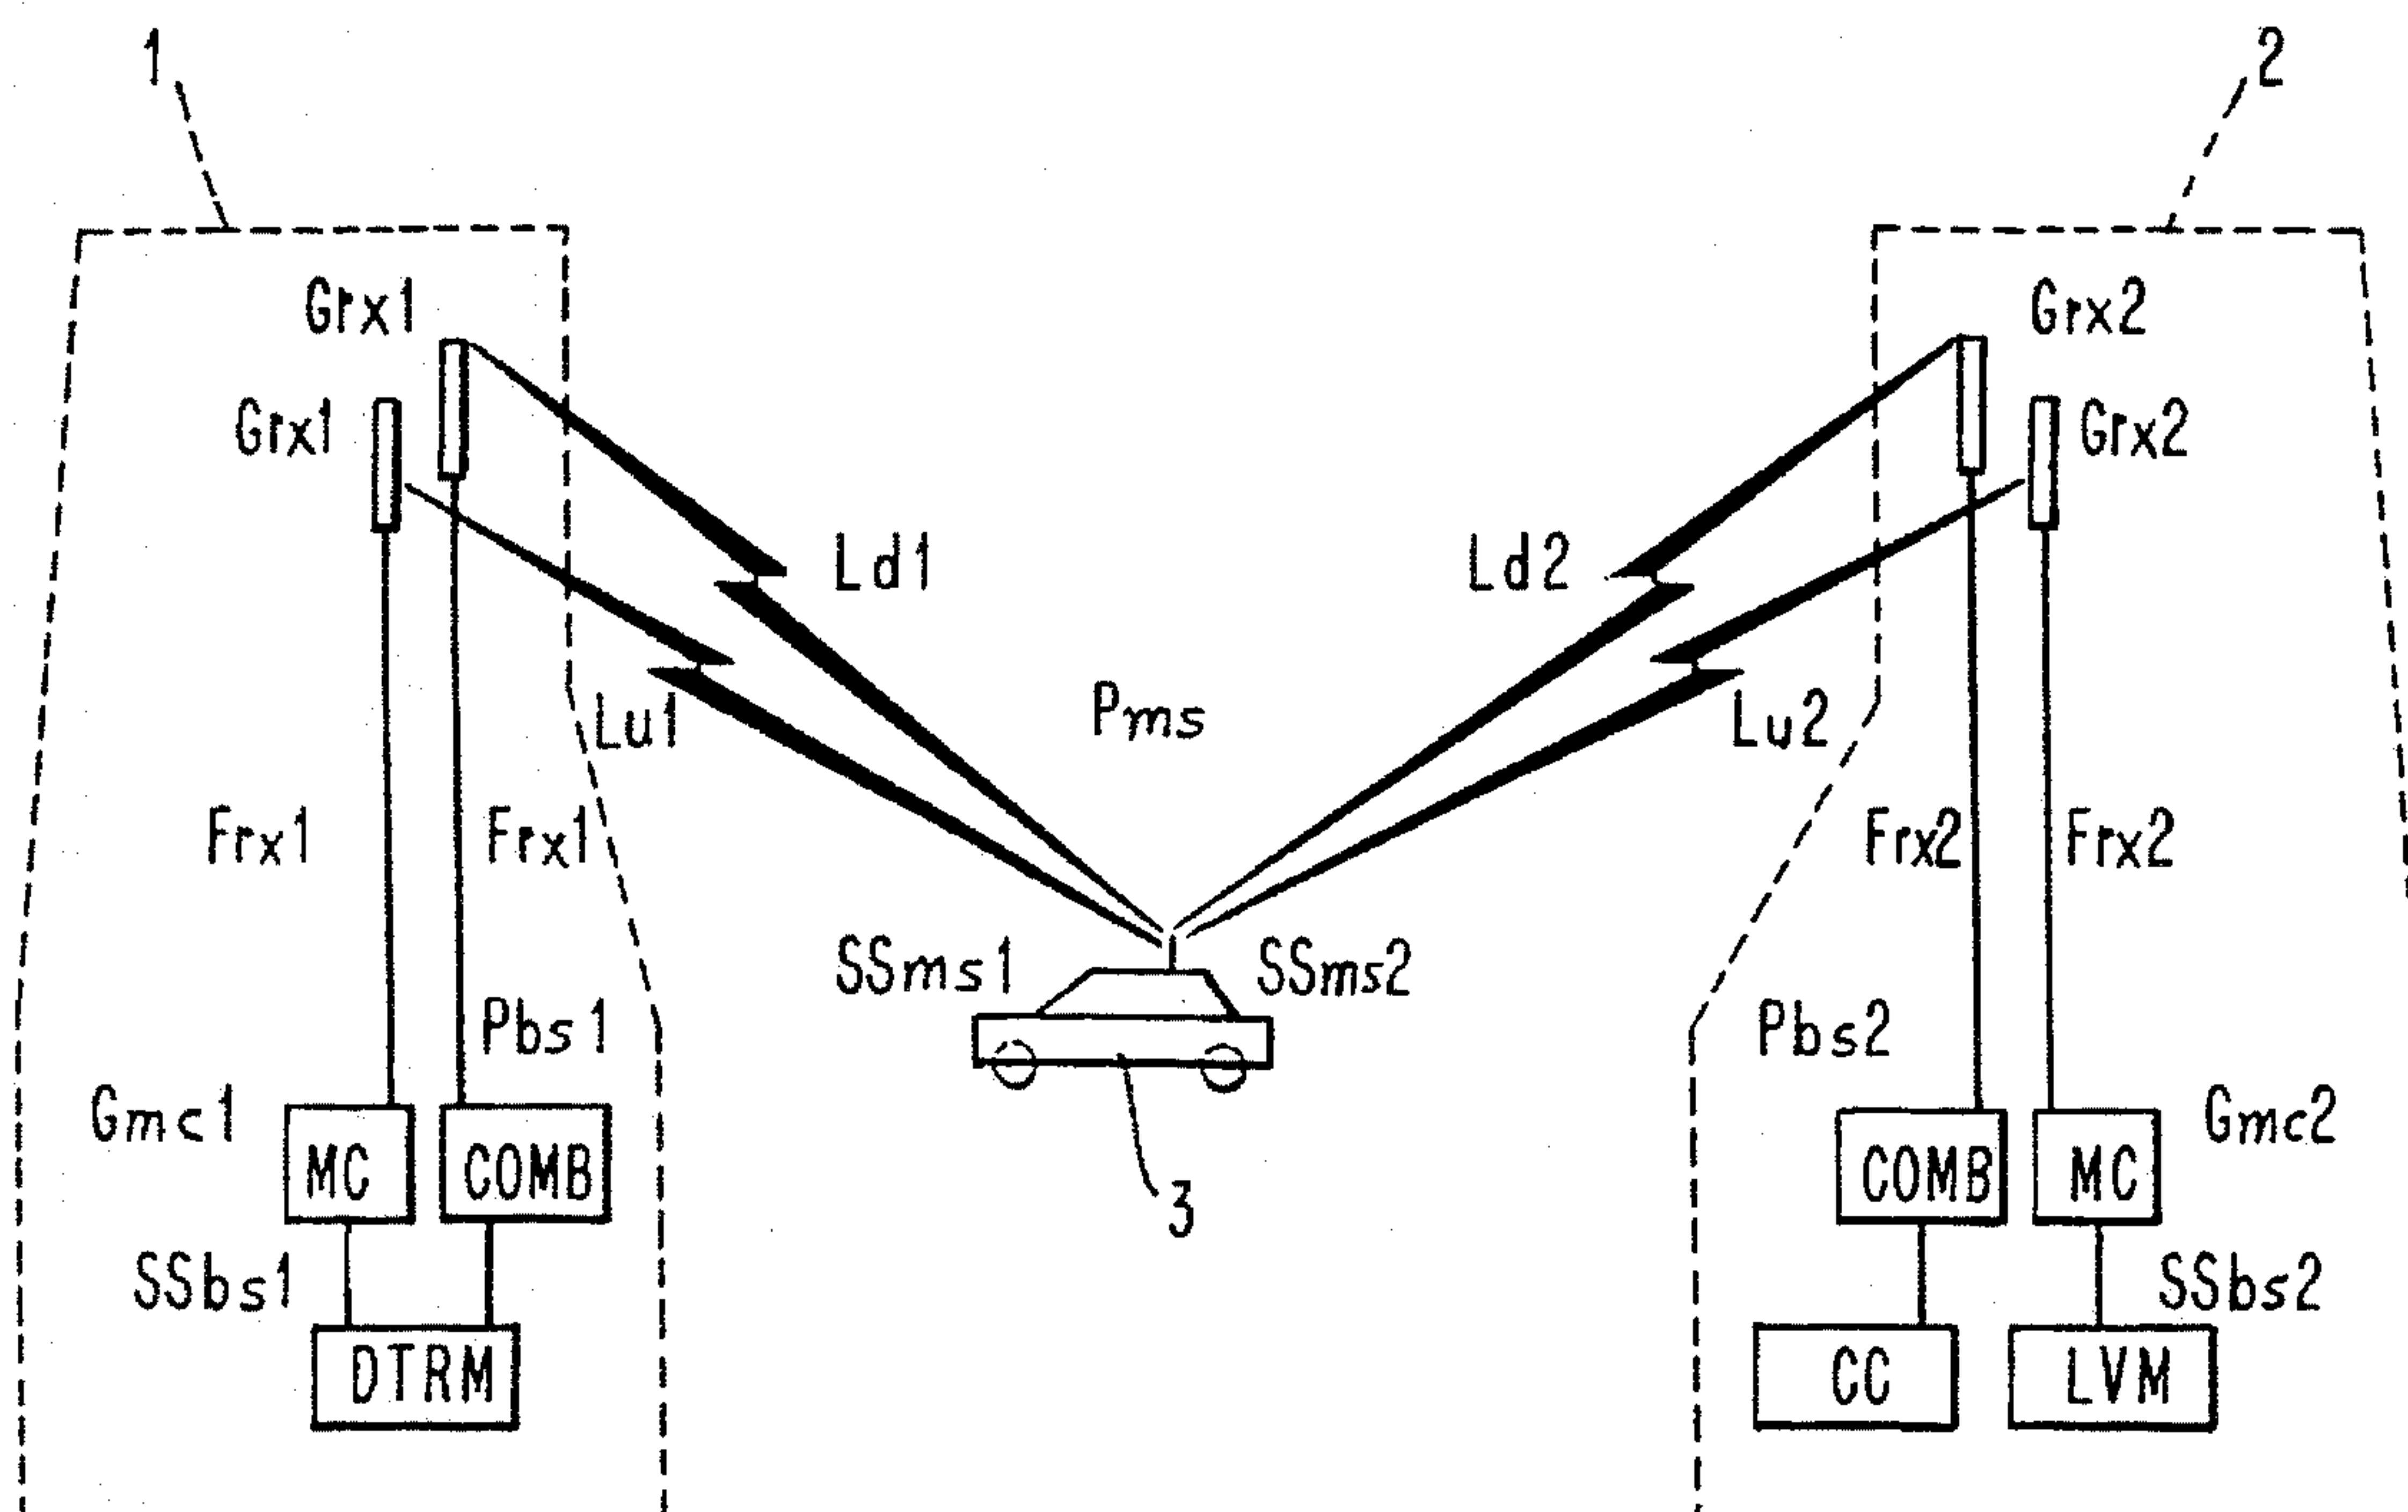 1
2
Grx1
Grx2
Grx1
Grx2
Ld1
Ld2
Lu1
Pms
Lu2
Frx1
Frx1
Frx2
Frx2
SSms1
SSms2
Pbs1
Pbs2
Gmc1
MC
COMB
3
COMB
MC
Gmc2
SSbs1
SSbs2
DTRM
CC
LVM